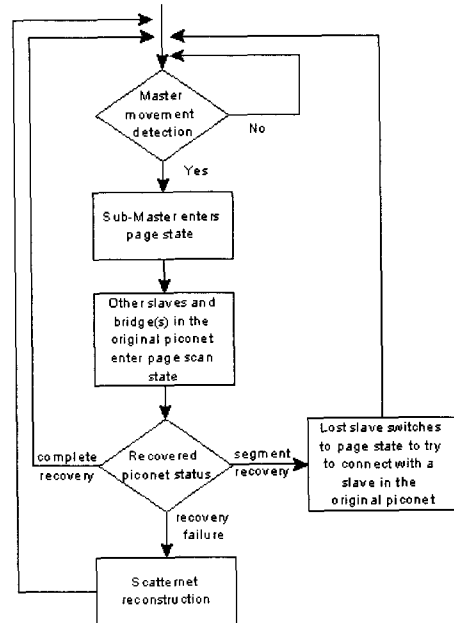 Master
movement
detection
No
Yes
Sub-Master enters
page state
Other slaves and
bridge(s) in the
original piconet
enter page scan
state
complete
recovery
Recovered
piconet status
segment
recovery
Lost slave switches
to page state to try
to connect with a
slave in the
original piconet
recovery
failure
Scatternet
reconstruction